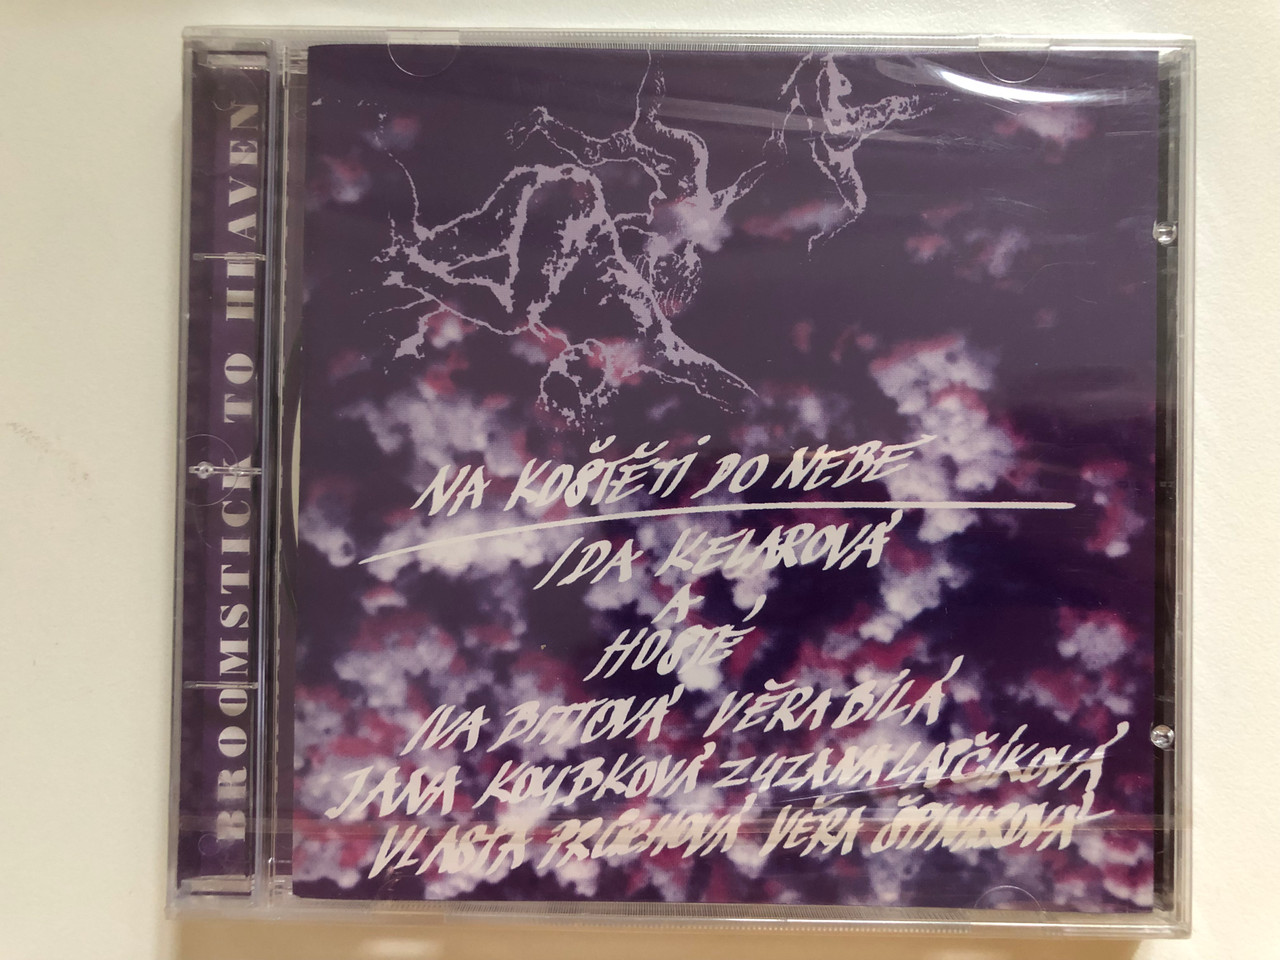 BROOMSTICK TO HEAVEN
NA KOŠTĚTI DO NEBE
IDA KELAROVÁ
A
HOSTÉ,
IVA BITTOVÁ VĚRA BÍLÁ
JANA KOUBKOVÁ ZUZANA LAPČÍKOVÁ
VLASTA PRŮCHOVÁ VĚRA ŠPINAROVÁ